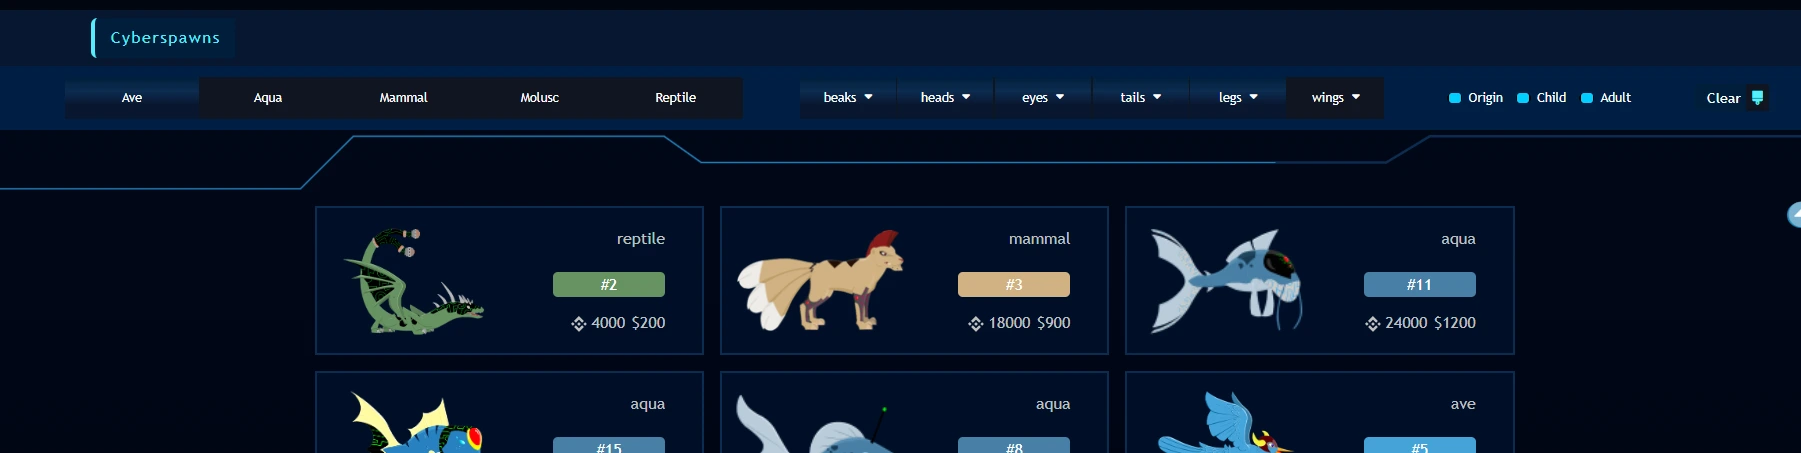 Cyberspawns
Ave Aqua Mammal Molusc Reptile beaks heads eyes tails legs wings Origin Child Adult Clear
reptile
#2
4000 $200
mammal
#3
18000 $900
aqua
#11
24000 $1200
aqua
#15
aqua
#8
ave
#5